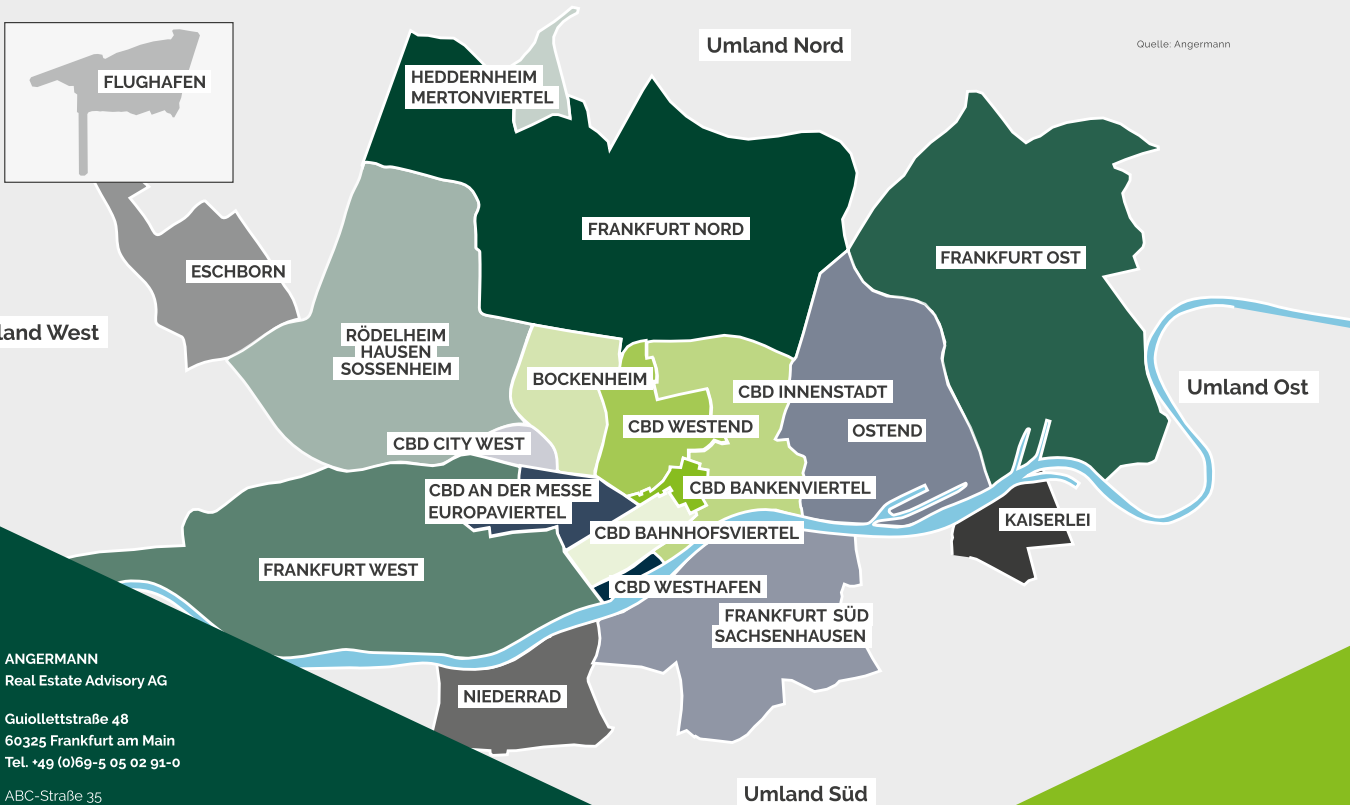 Umland Nord
Quelle: Angermann
FLUGHAFEN
HEDDERNHEIM
MERTONVIERTEL
FRANKFURT NORD
FRANKFURT OST
ESCHBORN
land West
RÖDELHEIM
HAUSEN
SOSSENHEIM
BOCKENHEIM
CBD INNENSTADT
Umland Ost
CBD WESTEND
OSTEND
CBD CITY WEST
CBD AN DER MESSE
EUROPAVIERTEL
CBD BANKENVIERTEL
KAISERLEI
CBD BAHNHOFSVIERTEL
FRANKFURT WEST
CBD WESTHAFEN
FRANKFURT SÜD
SACHSENHAUSEN
NIEDERRAD
ANGERMANN
Real Estate Advisory AG
Guiollettstraße 48
60325 Frankfurt am Main
Tel. +49 (0)69-5 05 02 91-0
ABC-Straße 35
Umland Süd